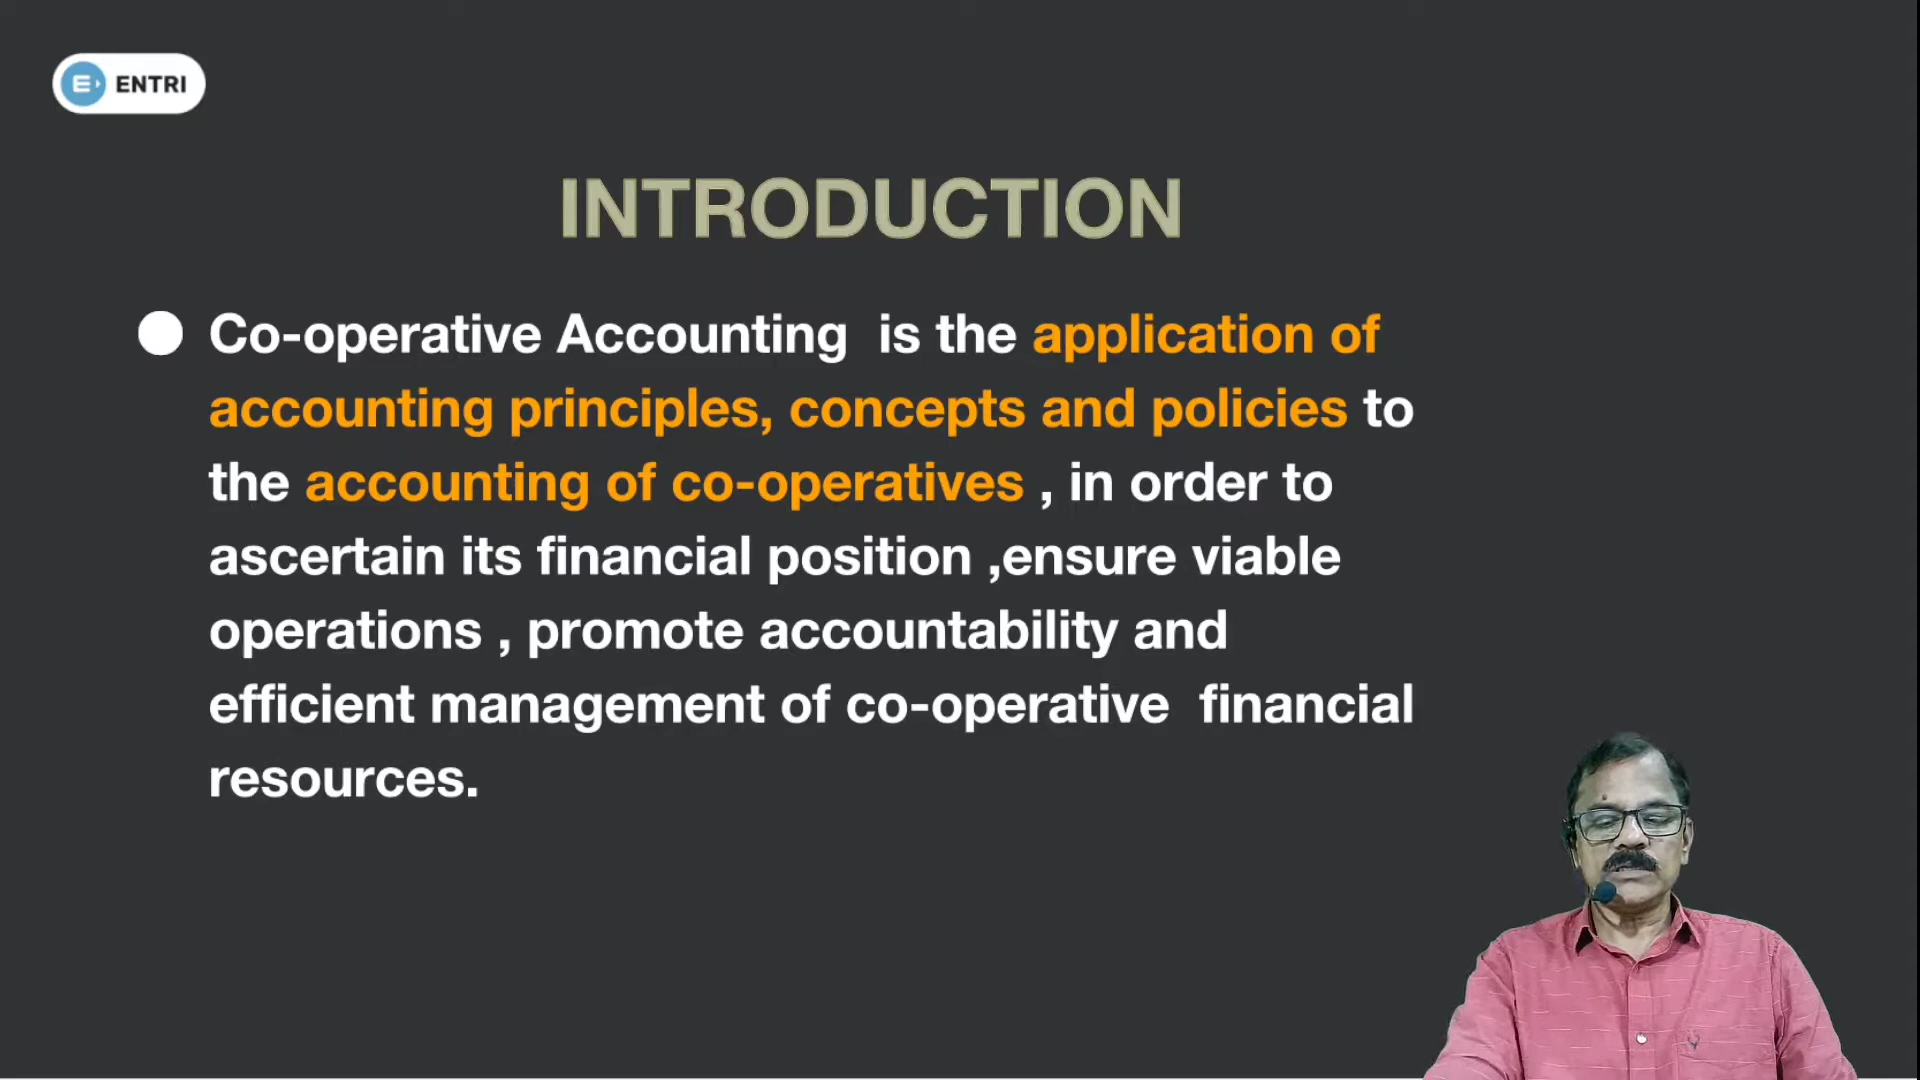 ENTRI
INTRODUCTION
Co-operative Accounting is the application of
accounting principles, concepts and policies to
the accounting of co-operatives , in order to
ascertain its financial position ,ensure viable
operations , promote accountability and
efficient management of co-operative financial
resources.